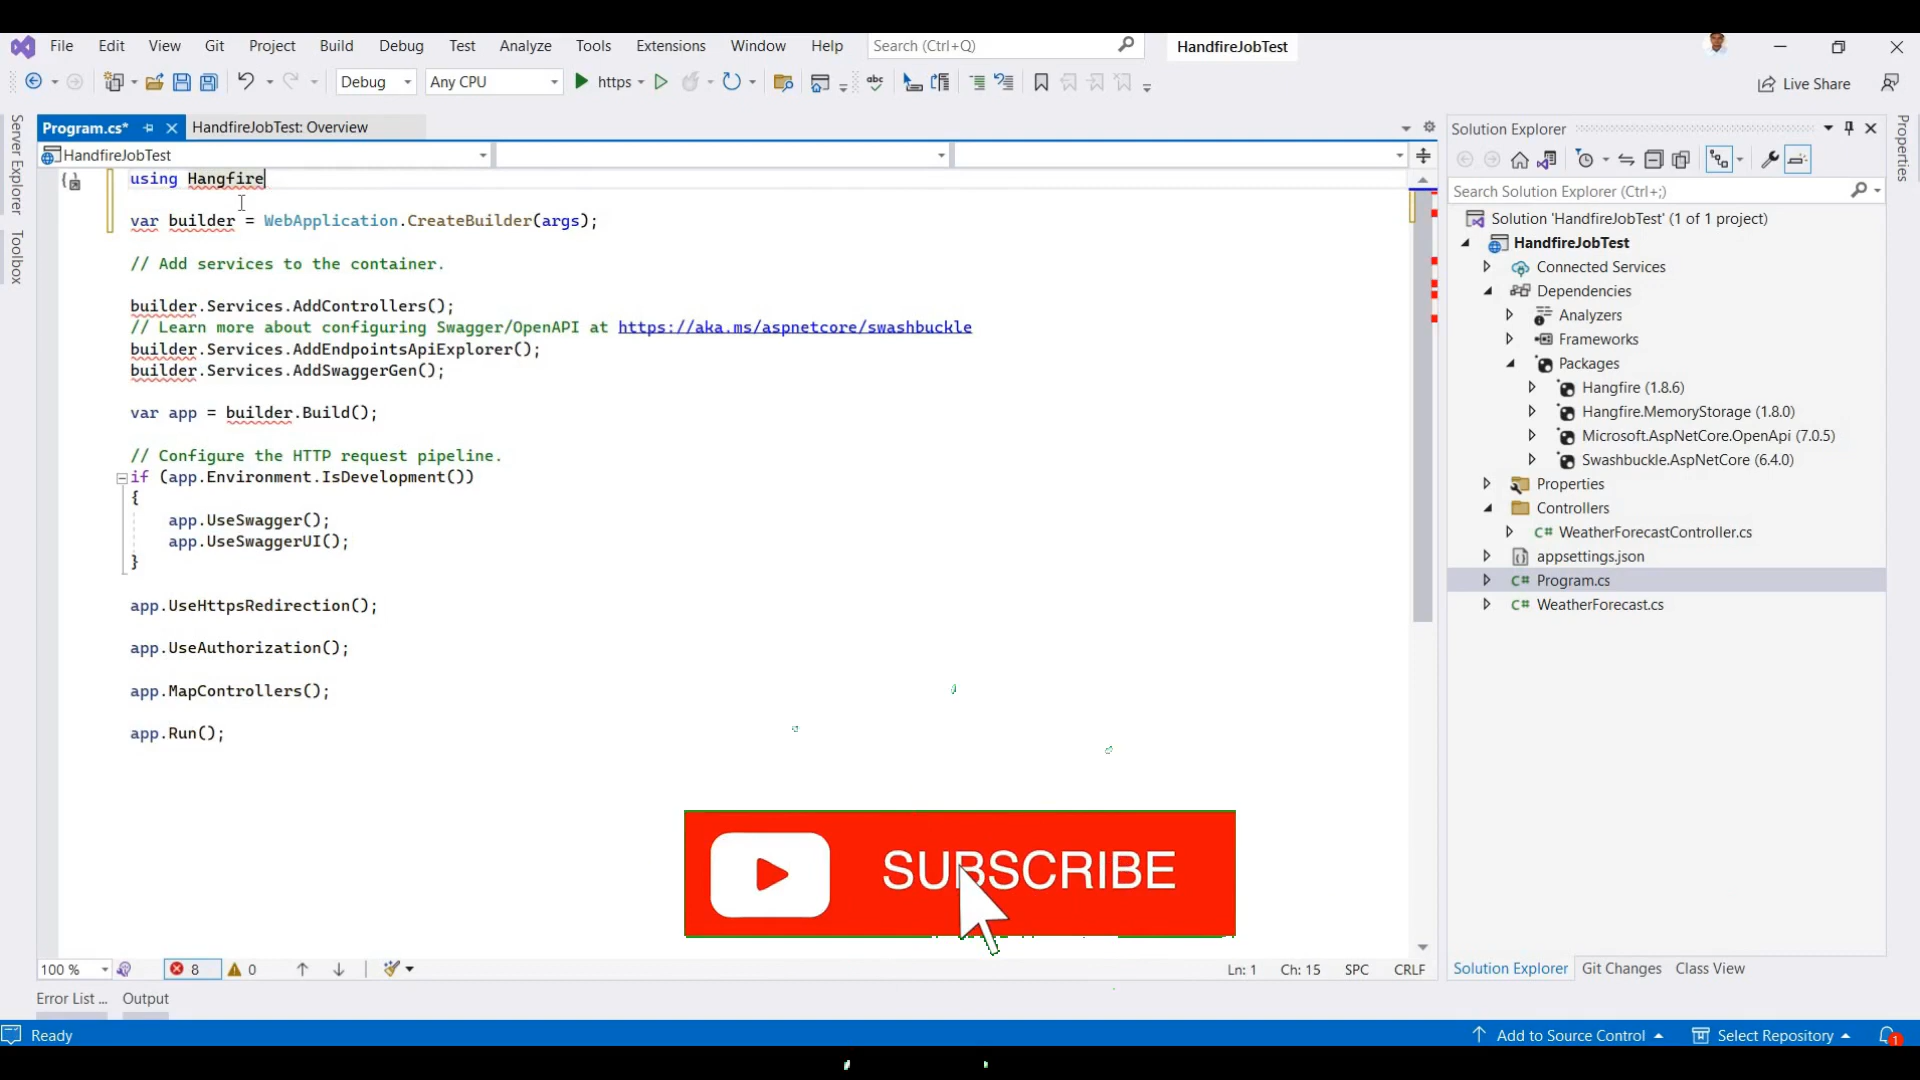 File Edit View Git Project Build Debug Test Analyze Tools Extensions Window Help Search (Ctrl+Q) HandfireJobTest
Debug Any CPU https Live Share
Server Explorer
Toolbox
Program.cs* HandfireJobTest: Overview
HandfireJobTest
using Hangfire
var builder = WebApplication.CreateBuilder(args);
// Add services to the container.
builder.Services.AddControllers();
// Learn more about configuring Swagger/OpenAPI at https://aka.ms/aspnetcore/swashbuckle
builder.Services.AddEndpointsApiExplorer();
builder.Services.AddSwaggerGen();
var app = builder.Build();
// Configure the HTTP request pipeline.
if (app.Environment.IsDevelopment())
{
app.UseSwagger();
app.UseSwaggerUI();
}
app.UseHttpsRedirection();
app.UseAuthorization();
app.MapControllers();
app.Run();
SUBSCRIBE
100 % 8 0 Ln: 1 Ch: 15 SPC CRLF
Solution Explorer
Search Solution Explorer (Ctrl+;)
Solution 'HandfireJobTest' (1 of 1 project)
HandfireJobTest
Connected Services
Dependencies
Analyzers
Frameworks
Packages
Hangfire (1.8.6)
Hangfire.MemoryStorage (1.8.0)
Microsoft.AspNetCore.OpenApi (7.0.5)
Swashbuckle.AspNetCore (6.4.0)
Properties
Controllers
C# WeatherForecastController.cs
appsettings.json
C# Program.cs
C# WeatherForecast.cs
Solution Explorer Git Changes Class View
Properties
Error List ... Output
Ready Add to Source Control Select Repository 1